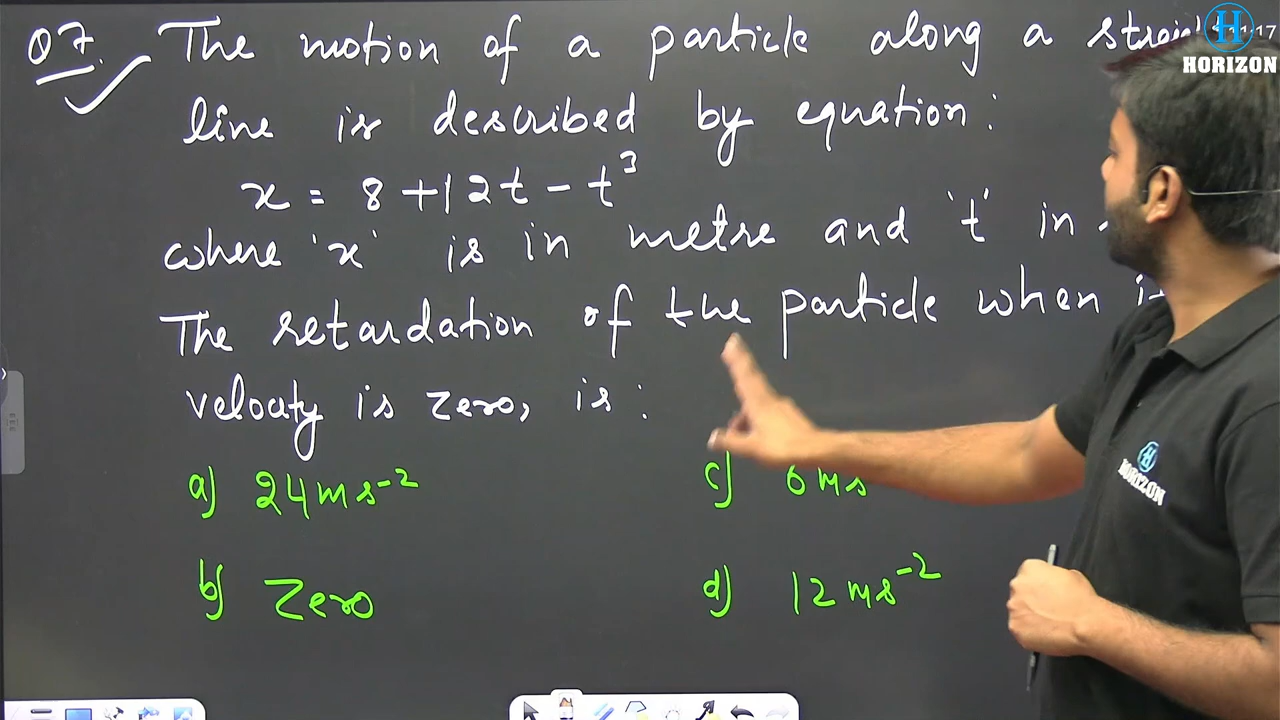 Q7. The motion of a particle along a
line is described by equation:
x = 8 + 12t - t³
where 'x' is in metre and 't' in
The retardation of the particle when
velocity is zero, is:
a) 24 ms⁻²
c) 6 ms
b) Zero
d) 12 ms⁻²
HORIZON
HORIZON